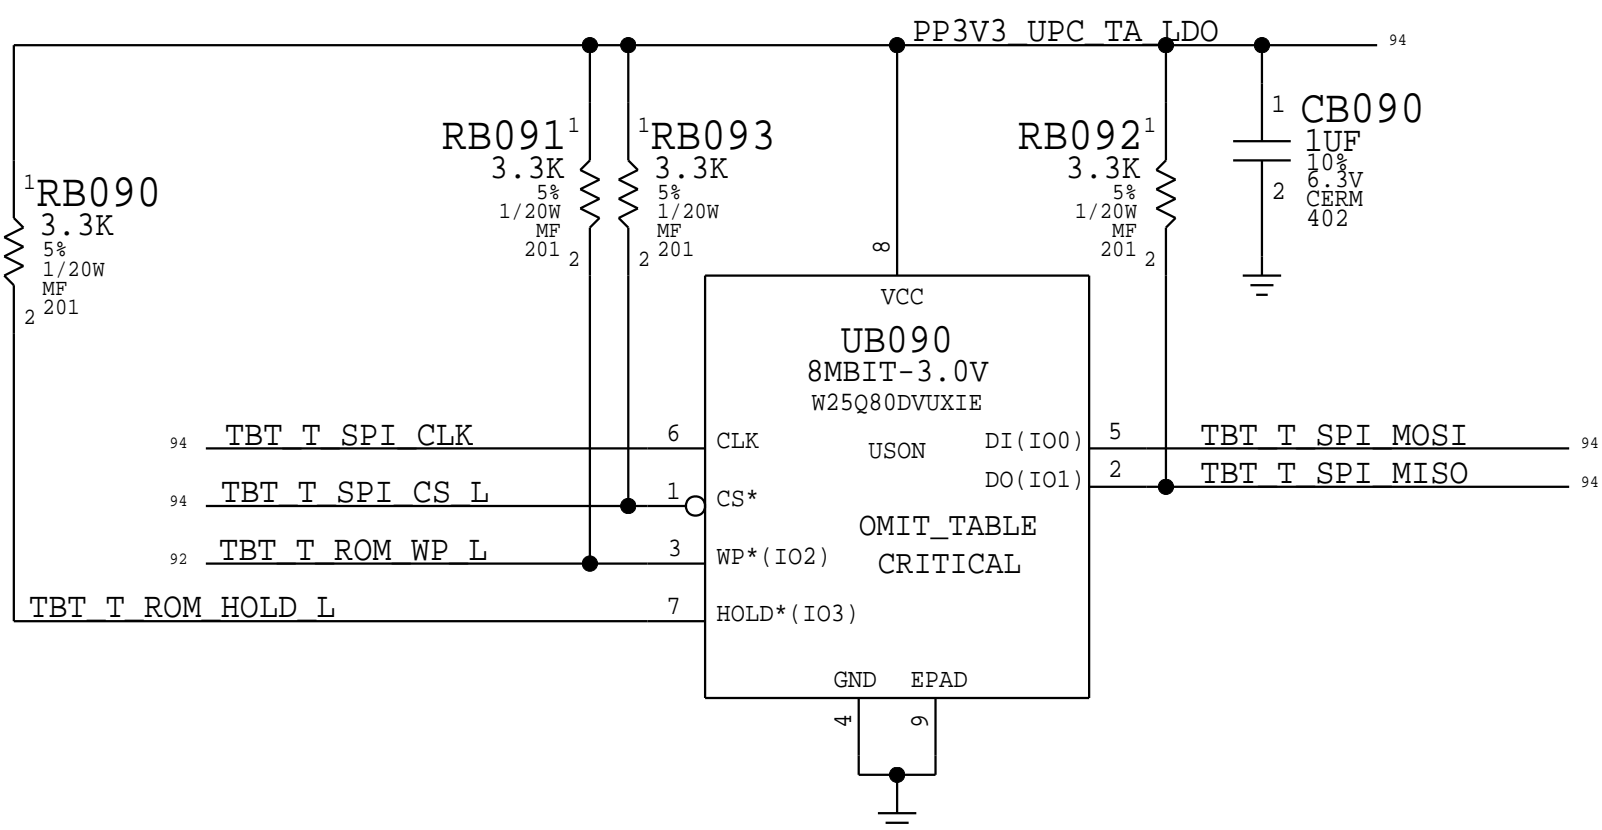 PP3V3_UPC_TA_LDO 94
RB090
1
3.3K
5%
1/20W
MF
201
2
RB091
1
3.3K
5%
1/20W
MF
201
2
RB093
1
3.3K
5%
1/20W
MF
201
2
RB092
1
3.3K
5%
1/20W
MF
201
2
CB090
1
1UF
10%
6.3V
CERM
402
2
8
VCC
UB090
8MBIT-3.0V
W25Q80DVUXIE
USON
OMIT_TABLE
CRITICAL
94 TBT_T_SPI_CLK 6 CLK
94 TBT_T_SPI_CS_L 1 CS*
92 TBT_T_ROM_WP_L 3 WP*(IO2)
TBT_T_ROM_HOLD_L 7 HOLD*(IO3)
DI(IO0) 5 TBT_T_SPI_MOSI 94
DO(IO1) 2 TBT_T_SPI_MISO 94
GND EPAD
4 9